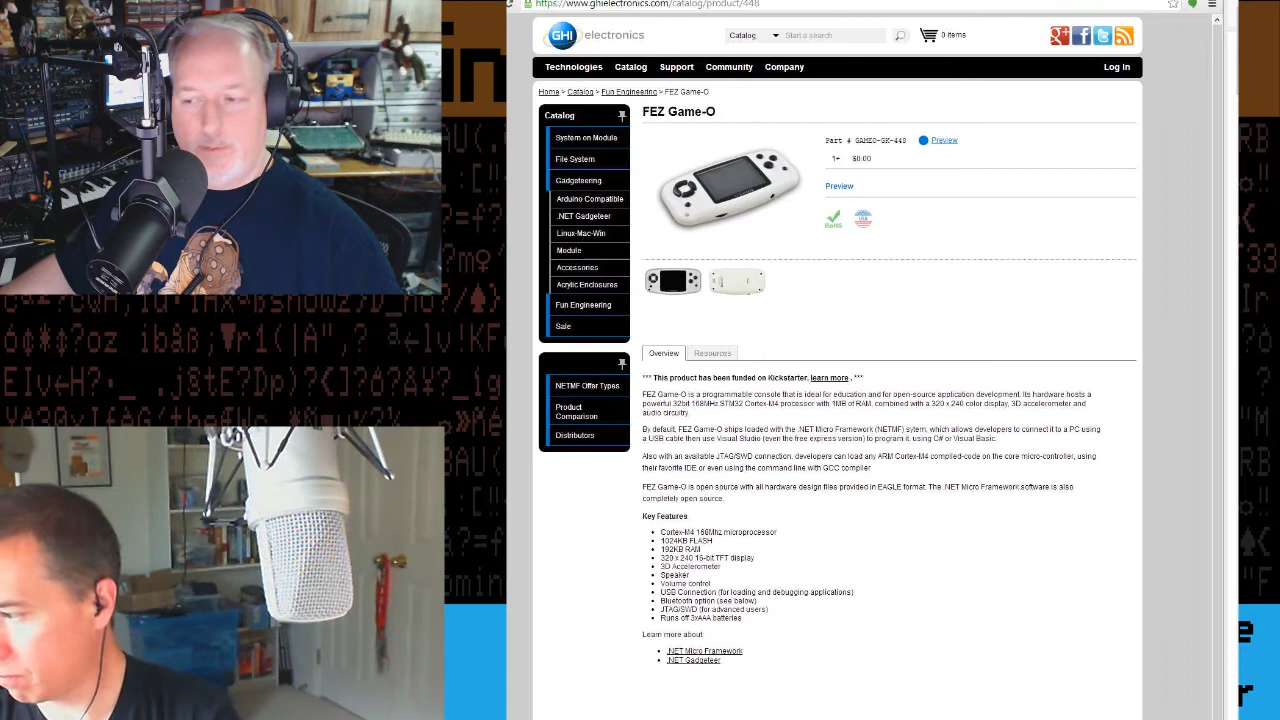 https://www.ghielectronics.com/catalog/product/448
GHI electronics
Catalog
Start a search
0 items
Technologies Catalog Support Community Company
Log In
Home > Catalog > Fun Engineering > FEZ Game-O
Catalog
System on Module
File System
Gadgeteering
Arduino Compatible
.NET Gadgeteer
Linux-Mac-Win
Module
Accessories
Acrylic Enclosures
Fun Engineering
Sale
NETMF Offer Types
Product
Comparison
Distributors
FEZ Game-O
Part # GAMEO-GK-448
Preview
1+ $0.00
Preview
RoHS
Overview
Resources
*** This product has been funded on Kickstarter. learn more . ***
FEZ Game-O is a programmable console that is ideal for education and for open-source application development. Its hardware hosts a
powerful 32bit 168MHz STM32 Cortex-M4 processor with 1MB of RAM, combined with a 320 x 240 color display, 3D accelerometer and
audio circuitry.
By default, FEZ Game-O ships loaded with the .NET Micro Framework (NETMF) sytem, which allows developers to connect it to a PC using
a USB cable then use Visual Studio (even the free express version) to program it, using C# or Visual Basic.
Also with an available JTAG/SWD connection, developers can load any ARM Cortex-M4 compiled-code on the core micro-controller, using
their favorite IDE or even using the command line with GCC compiler
FEZ Game-O is open source with all hardware design files provided in EAGLE format. The .NET Micro Framework software is also
completely open source.
Key Features
Cortex-M4 168Mhz microprocessor
1024KB FLASH
192KB RAM
320 x 240 16-bit TFT display
3D Accelerometer
Speaker
Volume control
USB Connection (for loading and debugging applications)
Bluetooth option (see below)
JTAG/SWD (for advanced users)
Runs off 3xAAA batteries
Learn more about:
.NET Micro Framework
.NET Gadgeteer